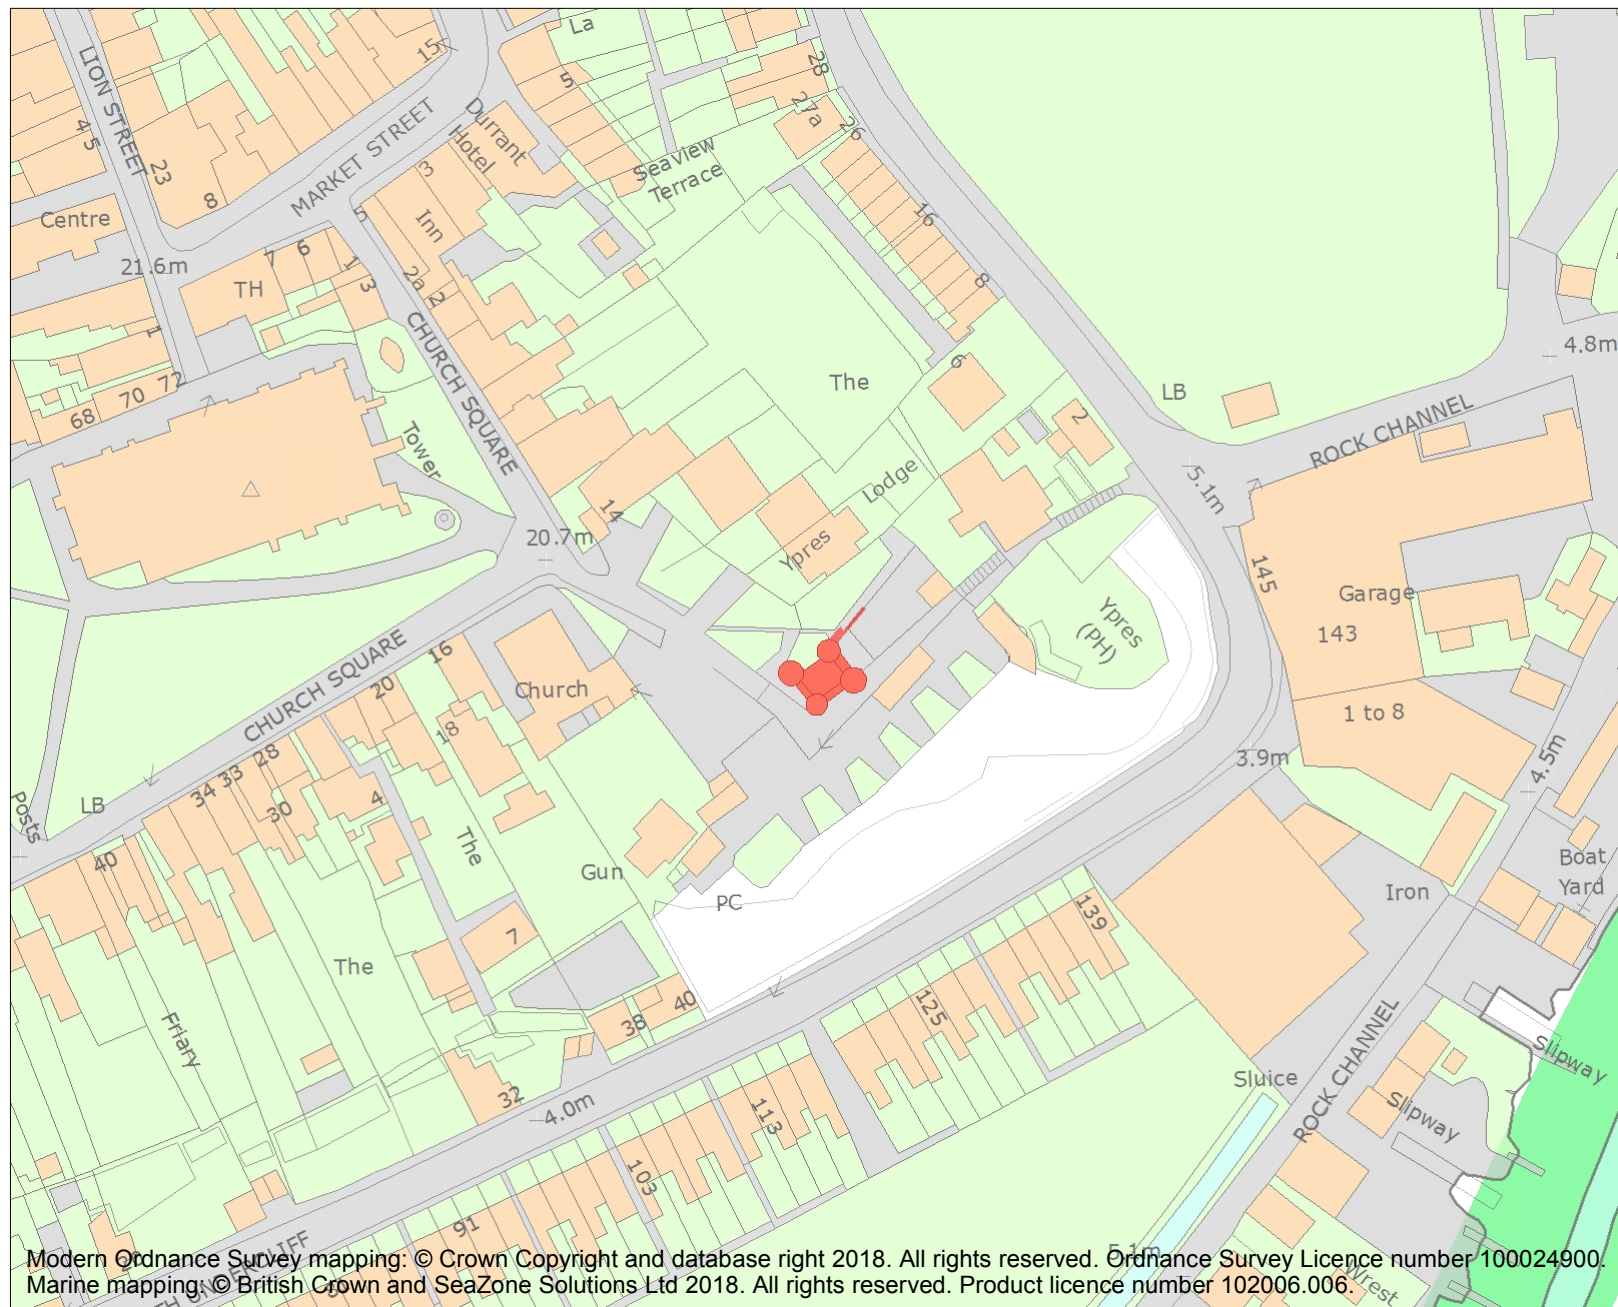 La
LION STREET
15
5
28
4 5
Durrant
Hotel
27a
26
MARKET STREET
Seaview
Terrace
23
8
3
16
Centre
5
Inn
21.6m
7
6
1
3
TH
2a
2
8
1
4.8m
CHURCH SQUARE
The
6
LB
68
70
72
2
ROCK CHANNEL
Tower
Lodge
5.1m
14
20.7m
Ypres
145
Garage
Ypres
(PH)
143
CHURCH SQUARE
16
20
Church
18
1 to 8
34
33
28
3.9m
4.5m
Posts
LB
30
4
The
40
Gun
PC
Iron
Boat
Yard
139
7
The
38
40
125
Friary
32
4.0m
Sluice
ROCK CHANNEL
Slipway
Slipway
113
103
91
5.1m
UNDERCLIFF
Wrest
Modern Ordnance Survey mapping: © Crown Copyright and database right 2018. All rights reserved. Ordnance Survey Licence number 100024900.
Marine mapping: © British Crown and SeaZone Solutions Ltd 2018. All rights reserved. Product licence number 102006.006.